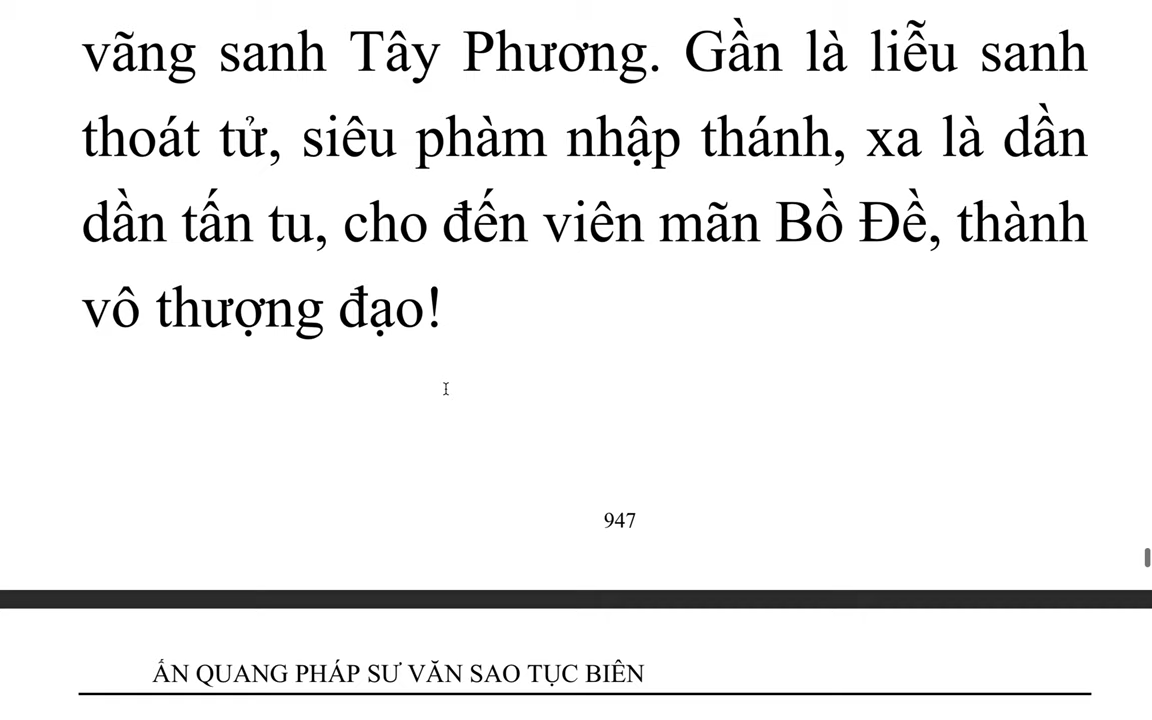 vãng sanh Tây Phương. Gần là liễu sanh
thoát tử, siêu phàm nhập thánh, xa là dần
dần tấn tu, cho đến viên mãn Bồ Đề, thành
vô thượng đạo!
947
ẤN QUANG PHÁP SƯ VĂN SAO TỤC BIÊN